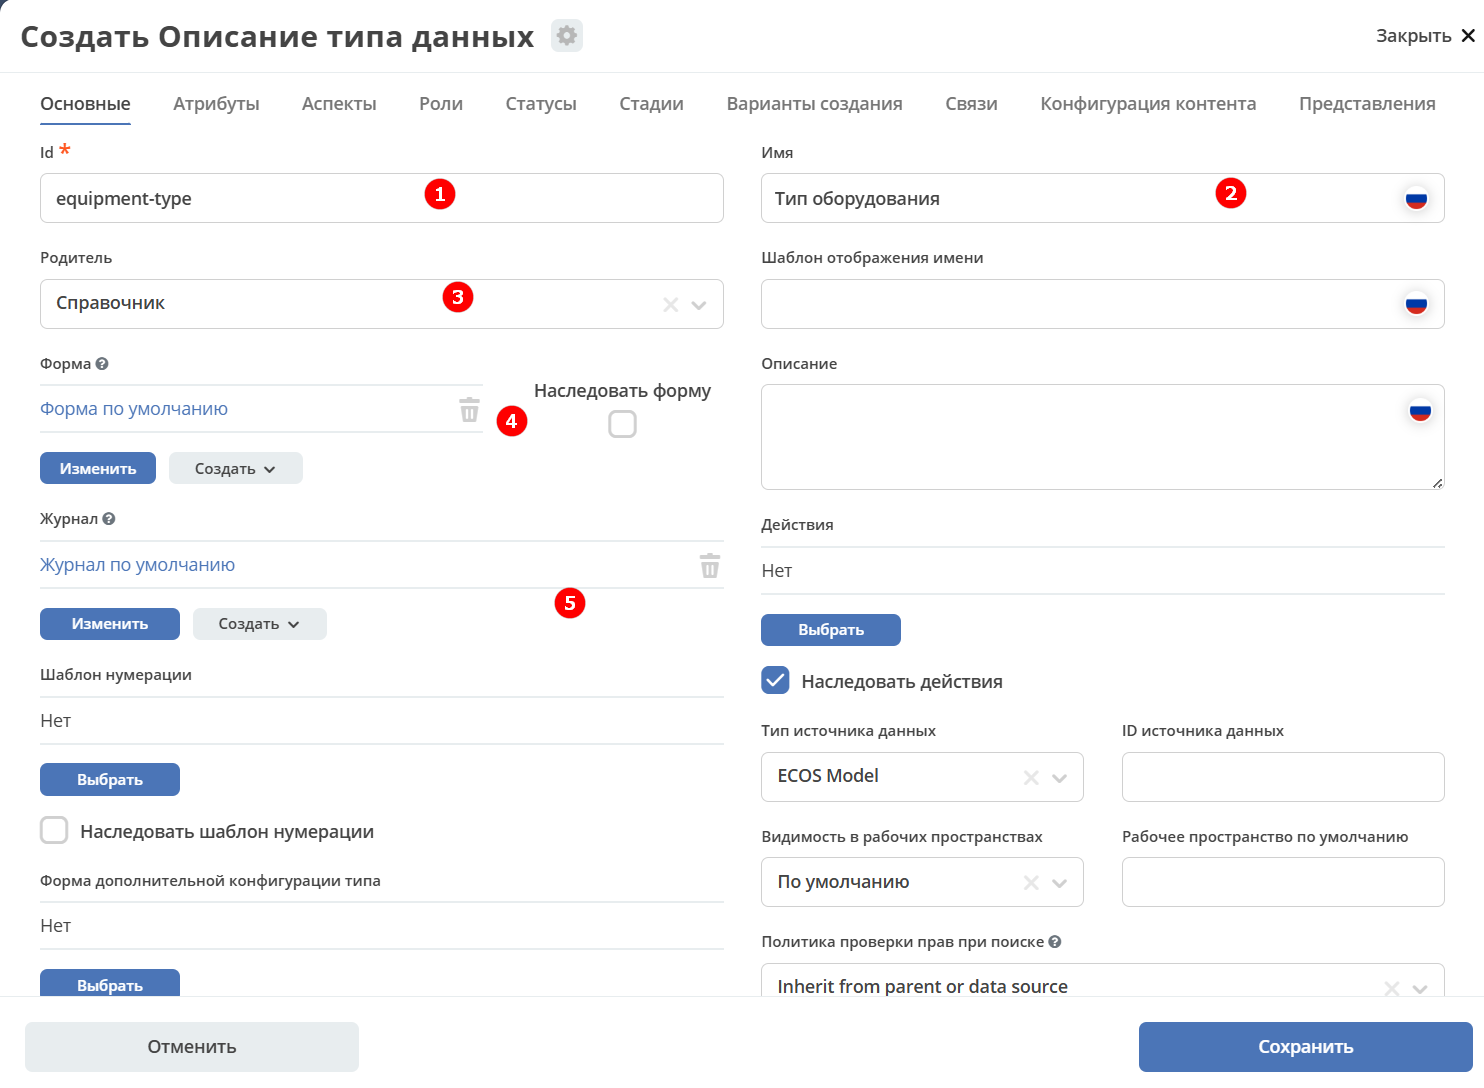 Создать Описание типа данных
Закрыть
Основные Атрибуты Аспекты Роли Статусы Стадии Варианты создания Связи Конфигурация контента Представления
Id *
Имя
equipment-type
1
Тип оборудования
2
Родитель
Шаблон отображения имени
Справочник
3
Форма
Описание
Наследовать форму
Форма по умолчанию
4
Изменить
Создать
Журнал
Действия
Журнал по умолчанию
Нет
5
Изменить
Создать
Выбрать
Шаблон нумерации
Наследовать действия
Нет
Тип источника данных
ID источника данных
Выбрать
ECOS Model
Наследовать шаблон нумерации
Видимость в рабочих пространствах
Рабочее пространство по умолчанию
Форма дополнительной конфигурации типа
По умолчанию
Нет
Политика проверки прав при поиске
Выбрать
Inherit from parent or data source
Отменить
Сохранить